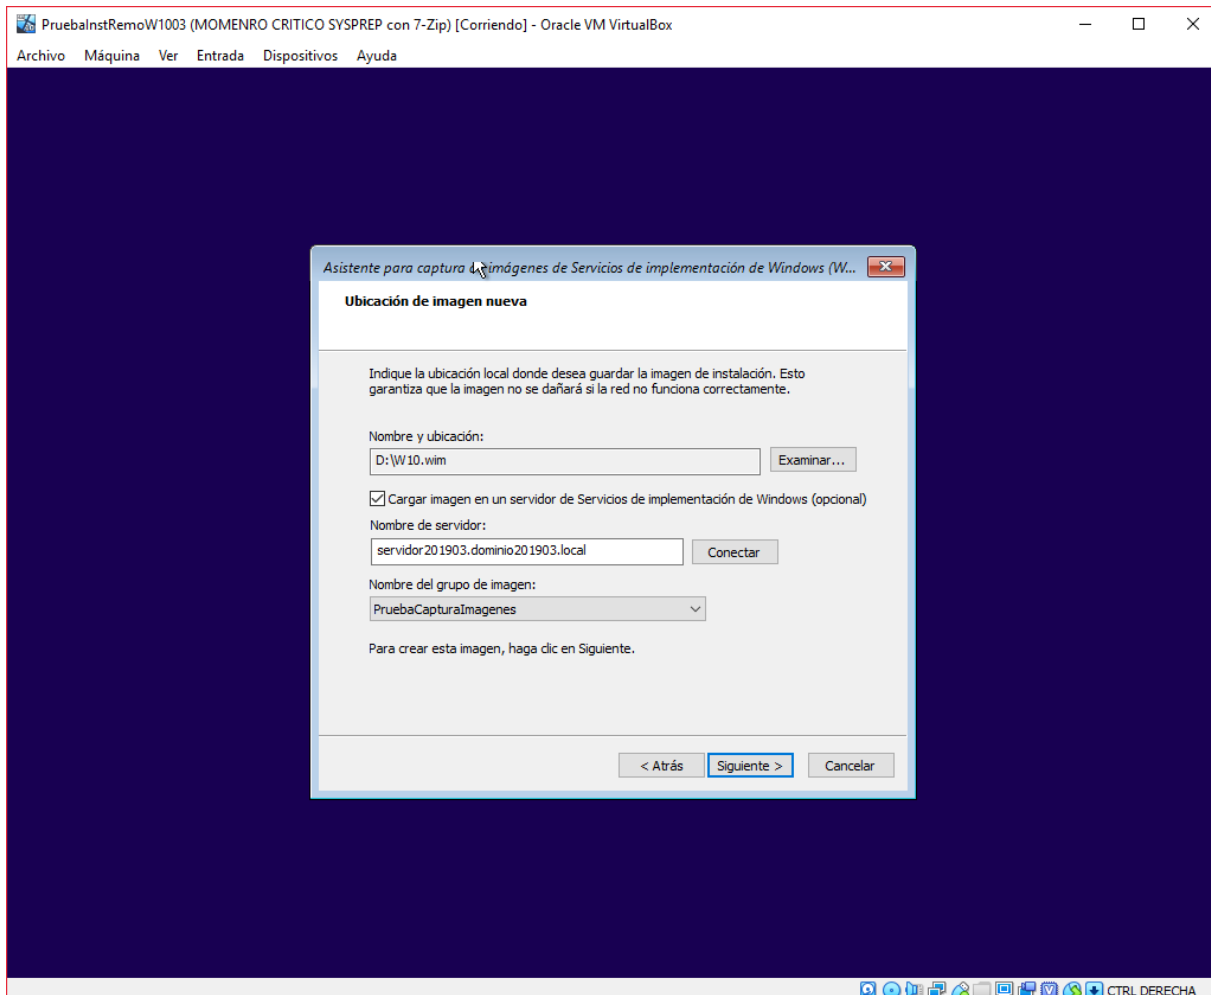 PruebaInstRemoW1003 (MOMENRO CRITICO SYSPREP con 7-Zip) [Corriendo] - Oracle VM VirtualBox
Archivo Máquina Ver Entrada Dispositivos Ayuda
Asistente para captura de imágenes de Servicios de implementación de Windows (W...
Ubicación de imagen nueva
Indique la ubicación local donde desea guardar la imagen de instalación. Esto
garantiza que la imagen no se dañará si la red no funciona correctamente.
Nombre y ubicación:
D:\W10.wim
Examinar...
Cargar imagen en un servidor de Servicios de implementación de Windows (opcional)
Nombre de servidor:
servidor201903.dominio201903.local
Conectar
Nombre del grupo de imagen:
PruebaCapturaImagenes
Para crear esta imagen, haga clic en Siguiente.
< Atrás Siguiente > Cancelar
CTRL DERECHA